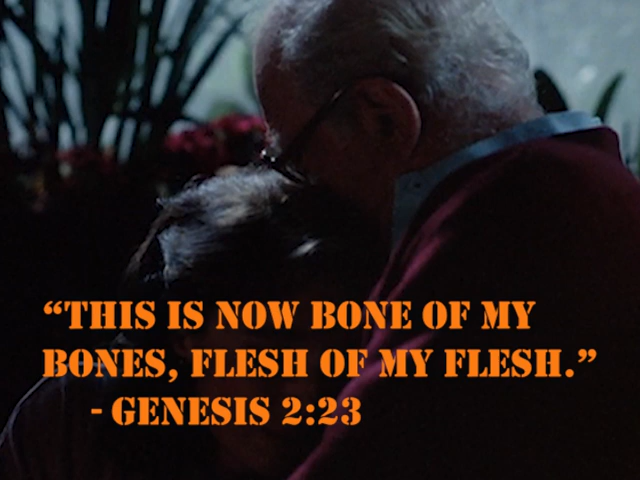 “THIS IS NOW BONE OF MY
BONES, FLESH OF MY FLESH.”
- GENESIS 2:23